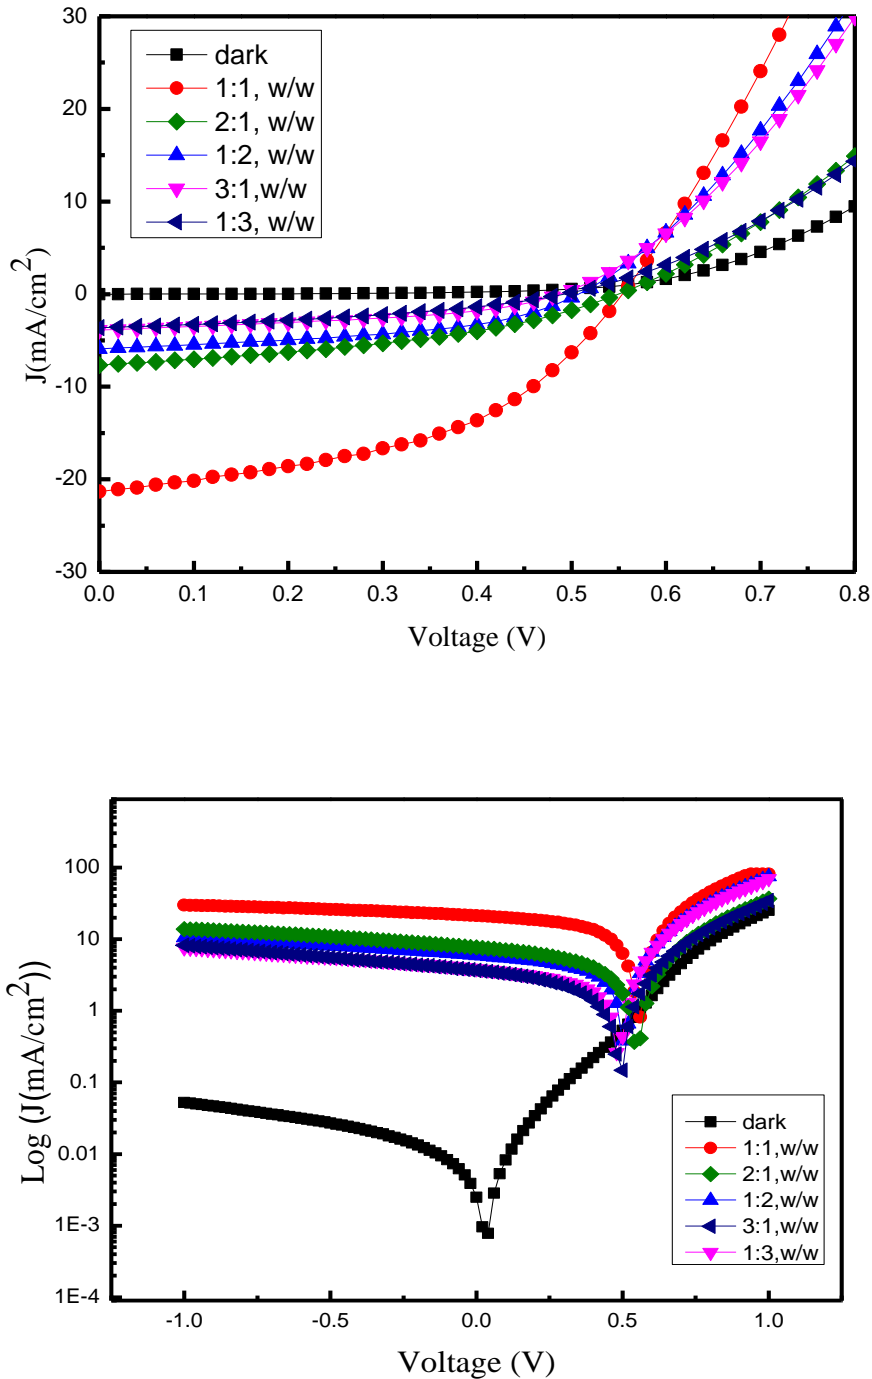 30
20
10
0
-10
-20
-30
J(mA/cm2)
dark
1:1, w/w
2:1, w/w
1:2, w/w
3:1,w/w
1:3, w/w
0.0 0.1 0.2 0.3 0.4 0.5 0.6 0.7 0.8
Voltage (V)
100
10
1
0.1
0.01
1E-3
1E-4
Log (J(mA/cm2))
dark
1:1,w/w
2:1,w/w
1:2,w/w
3:1,w/w
1:3,w/w
-1.0 -0.5 0.0 0.5 1.0
Voltage (V)